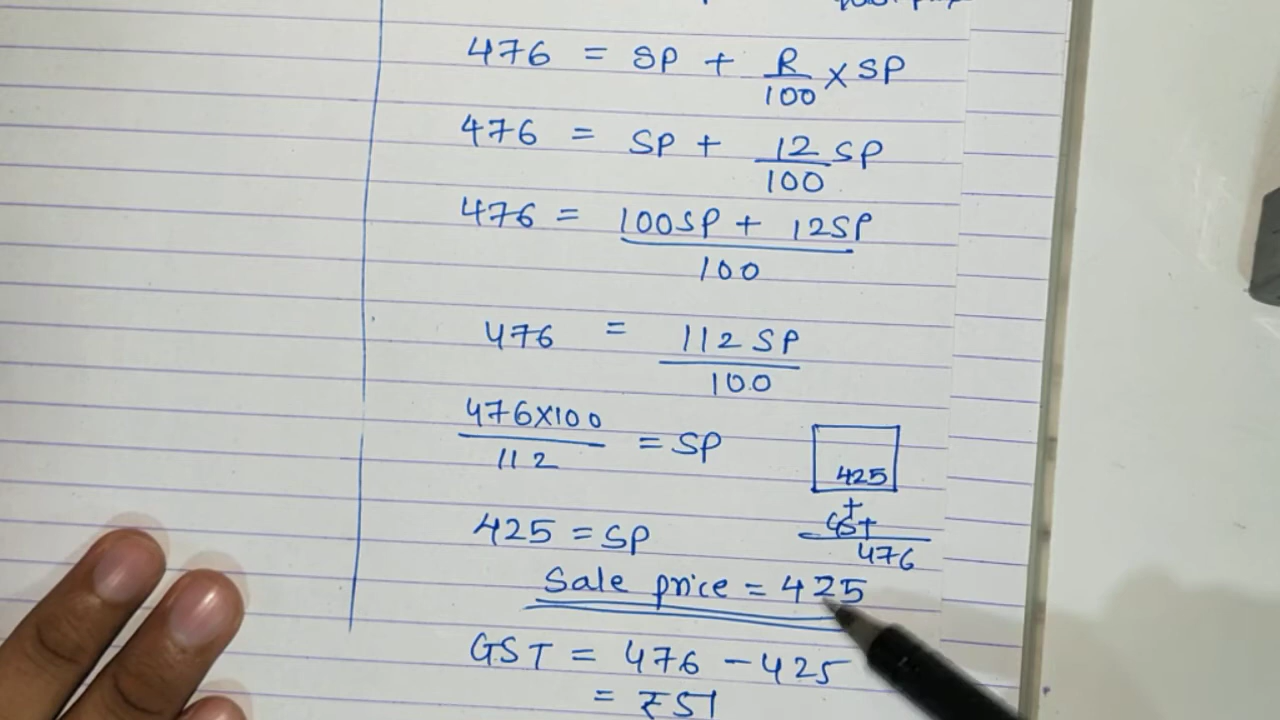 476 = SP + R/100 × SP
476 = SP + 12/100 SP
476 = 100SP + 12SP / 100
476 = 112 SP / 100
476×100 / 112 = SP
425
+
GST
476
425 = SP
Sale price = 425
GST = 476 - 425
= ₹51